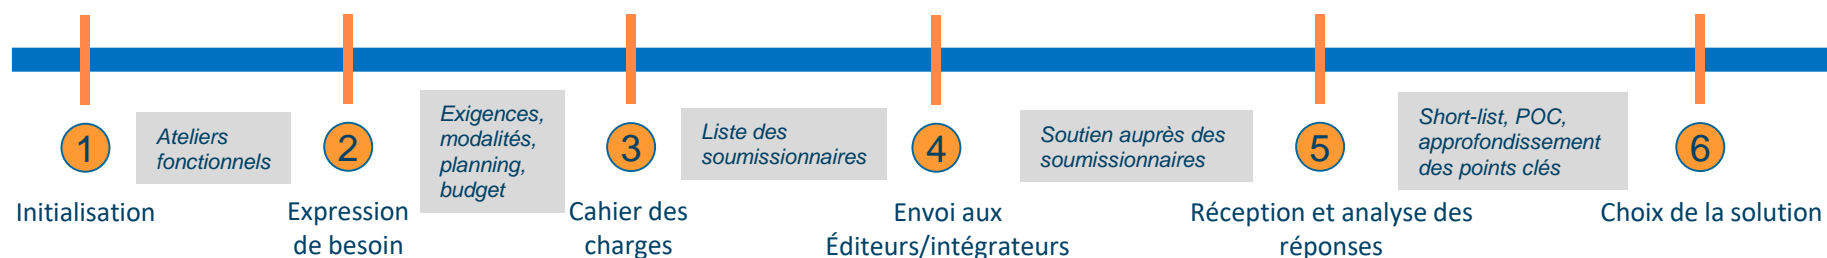 1
Initialisation
Ateliers
fonctionnels
2
Expression
de besoin
Exigences,
modalités,
planning,
budget
3
Cahier des
charges
Liste des
soumissionnaires
4
Envoi aux
Éditeurs/intégrateurs
Soutien auprès des
soumissionnaires
5
Réception et analyse des
réponses
Short-list, POC,
approfondissement
des points clés
6
Choix de la solution